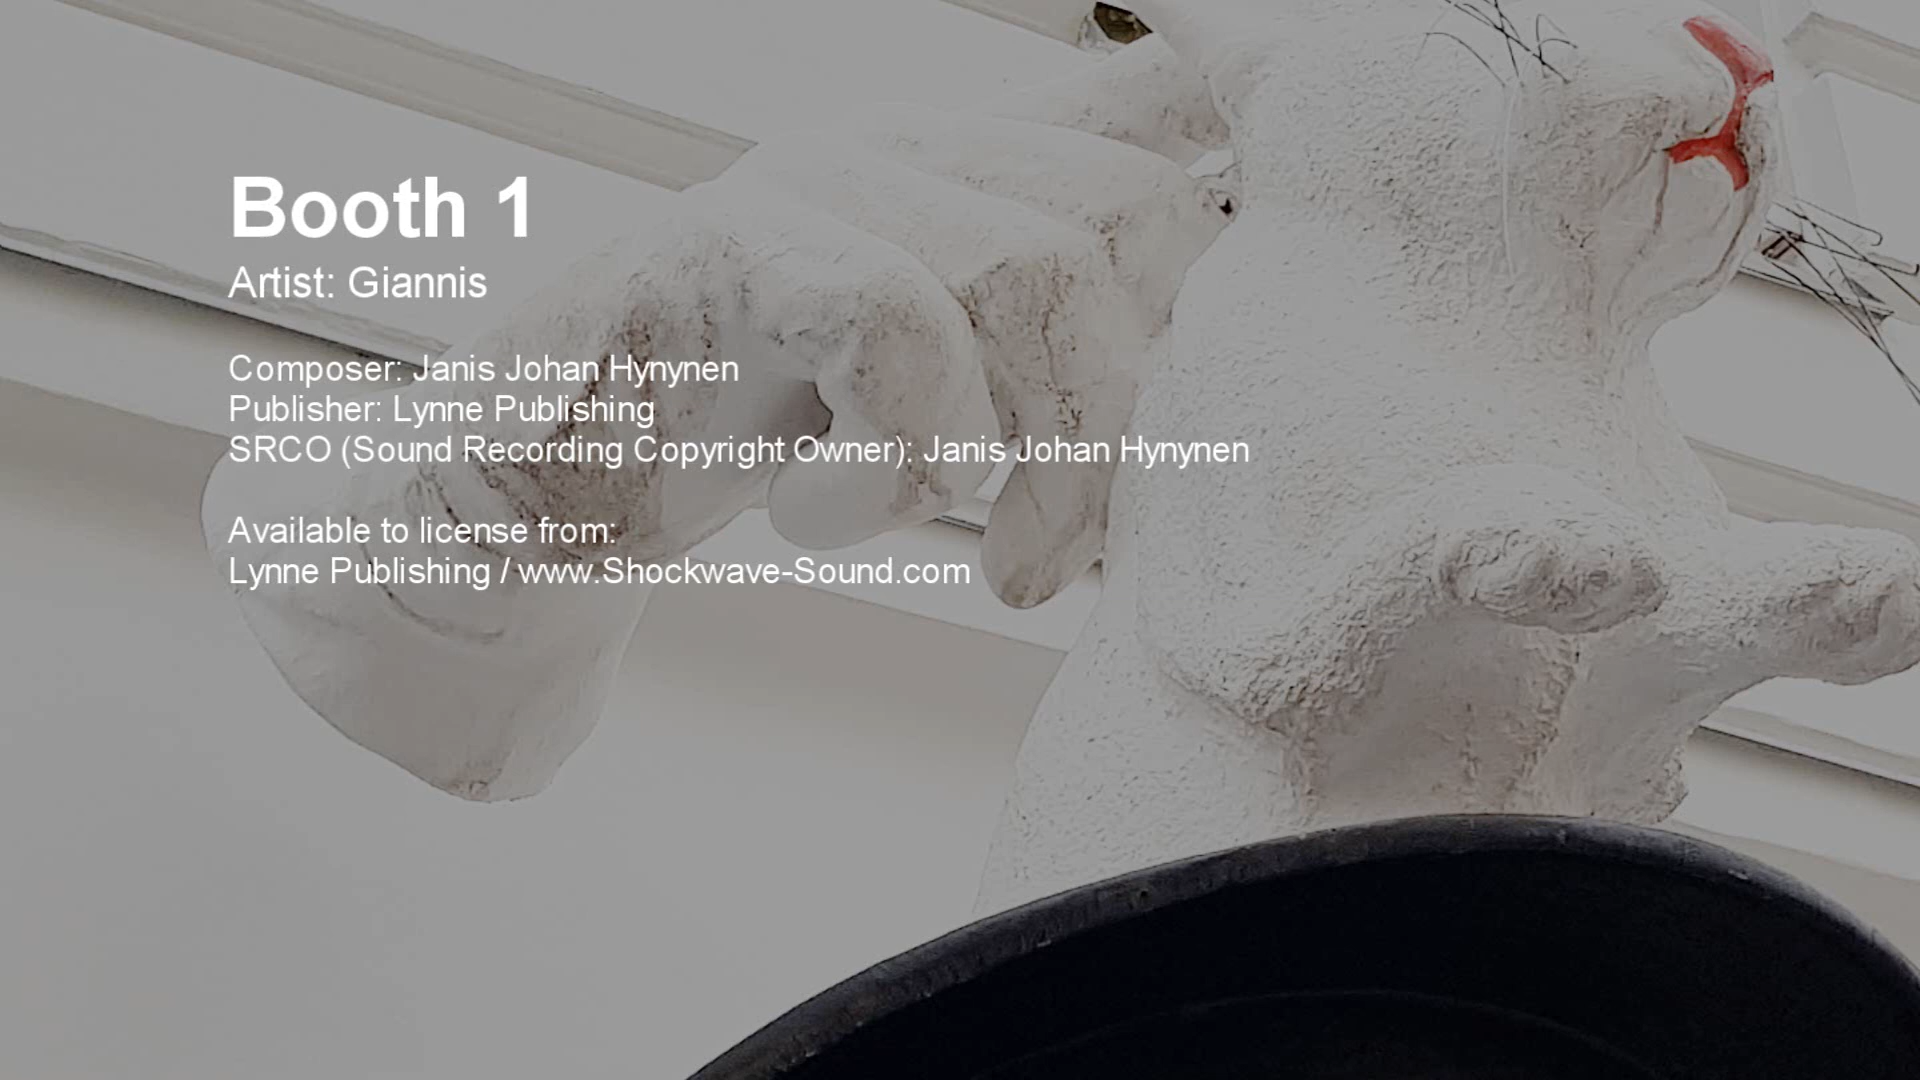 Booth 1
Artist: Giannis
Composer: Janis Johan Hynynen
Publisher: Lynne Publishing
SRCO (Sound Recording Copyright Owner): Janis Johan Hynynen
Available to license from:
Lynne Publishing / www.Shockwave-Sound.com